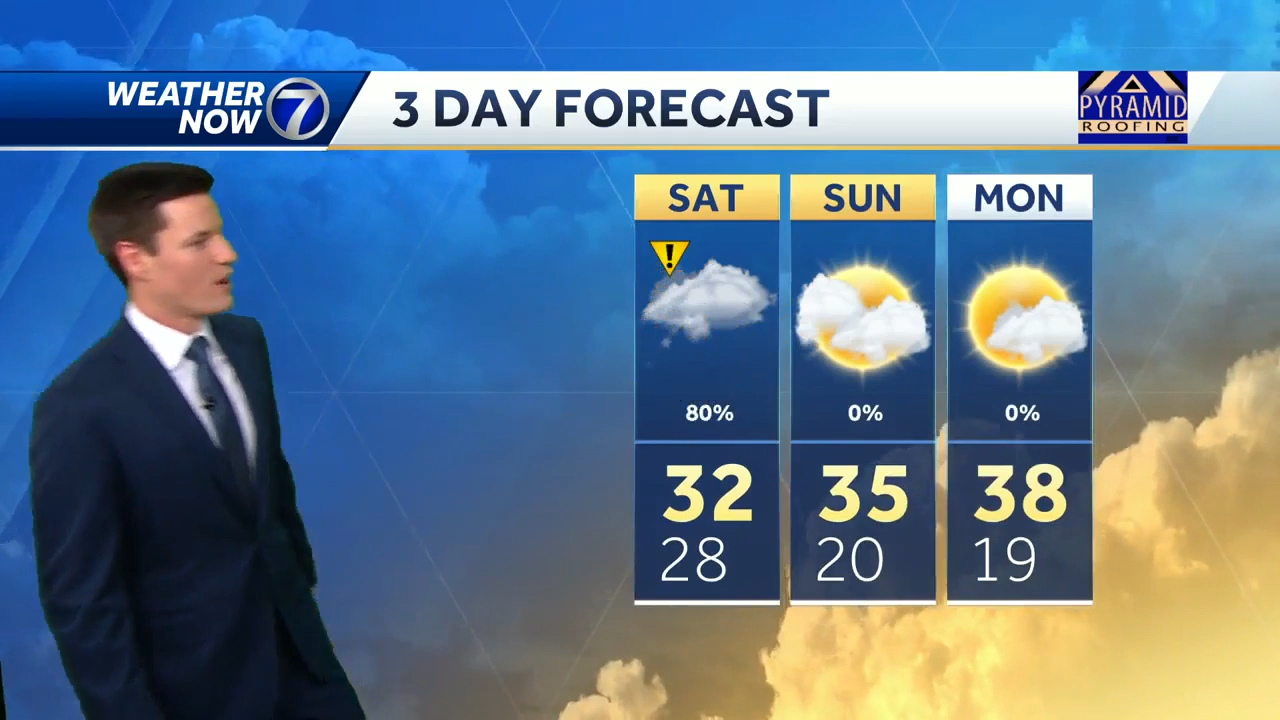 WEATHER
NOW
7
3 DAY FORECAST
PYRAMID
ROOFING
SAT
SUN
MON
!
80%
0%
0%
32
35
38
28
20
19